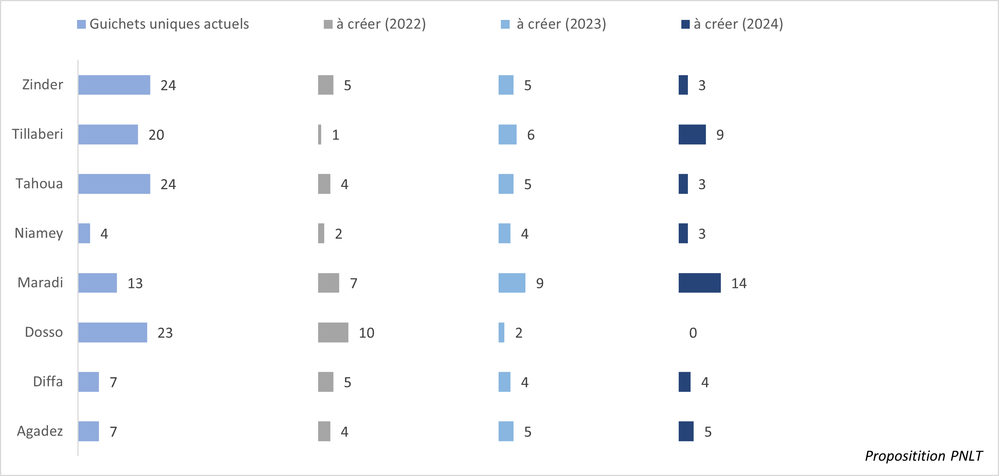 Guichets uniques actuels à créer (2022) à créer (2023) à créer (2024)
Zinder 24 5 5 3
Tillaberi 20 1 6 9
Tahoua 24 4 5 3
Niamey 4 2 4 3
Maradi 13 7 9 14
Dosso 23 10 2 0
Diffa 7 5 4 4
Agadez 7 4 5 5
Propositition PNLT